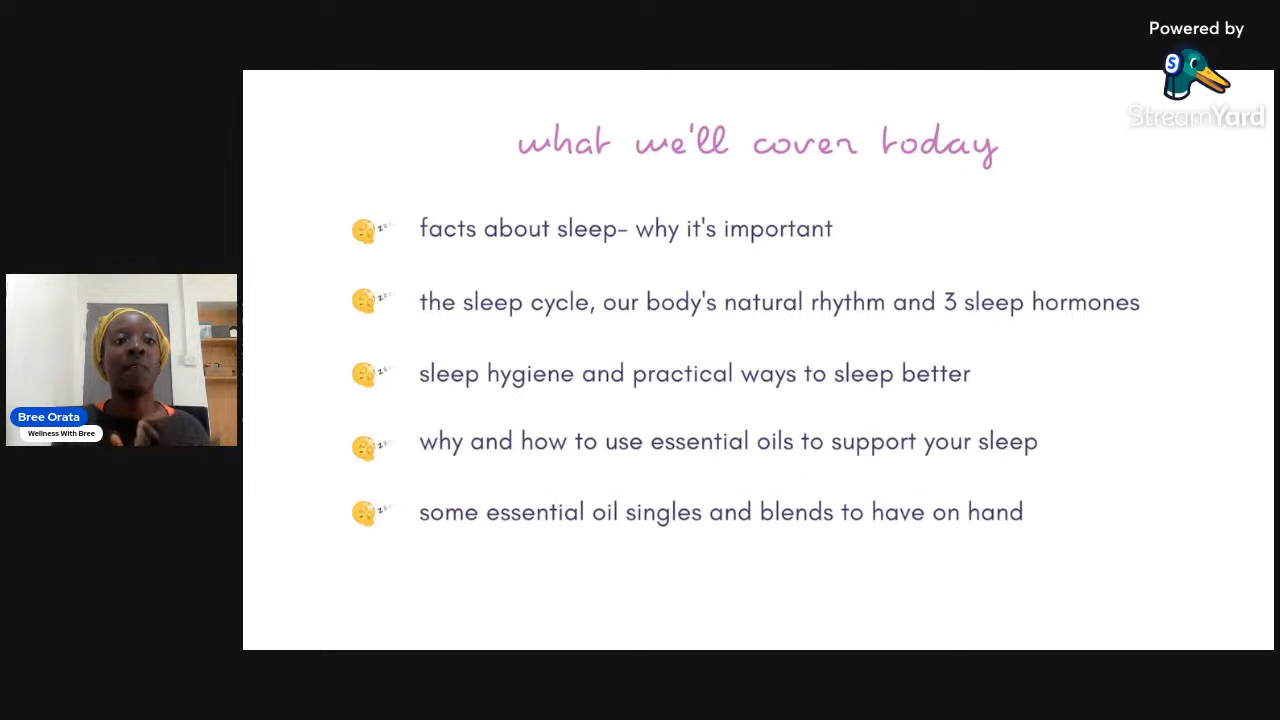 Powered by
StreamYard
what we'll cover today
facts about sleep- why it's important
the sleep cycle, our body's natural rhythm and 3 sleep hormones
sleep hygiene and practical ways to sleep better
why and how to use essential oils to support your sleep
some essential oil singles and blends to have on hand
Bree Orata
Wellness With Bree